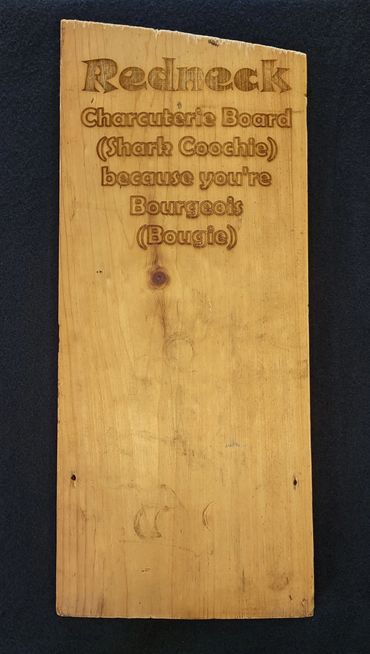 Redneck
Charcuterie Board
(Shark Coochie)
because you're
Bourgeois
(Bougie)